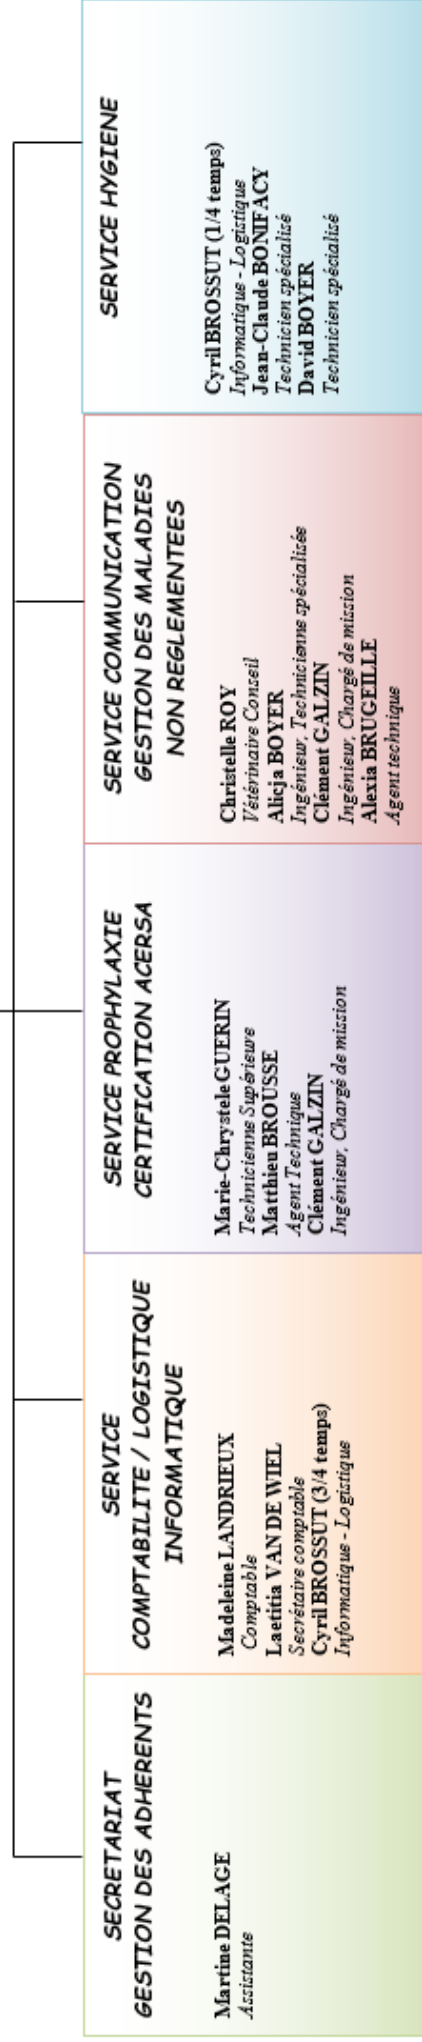 SECRETARIAT
GESTION DES ADHERENTS
Martine DELAGE
Assistante
SERVICE
COMPTABILITE / LOGISTIQUE
INFORMATIQUE
Madeleine LANDRIEUX
Comptable
Laetitia VAN DE WIEL
Secrétaire comptable
Cyril BROSSUT (3/4 temps)
Informatique - Logistique
SERVICE PROPHYLAXIE
CERTIFICATION ACERSA
Marie-Chrystele GUERIN
Technicienne Supérieure
Matthieu BROUSSE
Agent Technique
Clément GALZIN
Ingénieur, Chargé de mission
SERVICE COMMUNICATION
GESTION DES MALADIES
NON REGLEMENTEES
Christelle ROY
Vétérinaire Conseil
Alicja BOYER
Ingénieur, Technicienne spécialisée
Clément GALZIN
Ingénieur, Chargé de mission
Alexia BRUGEILLE
Agent technique
SERVICE HYGIENE
Cyril BROSSUT (1/4 temps)
Informatique - Logistique
Jean-Claude BONIFACY
Technicien spécialisé
David BOYER
Technicien spécialisé